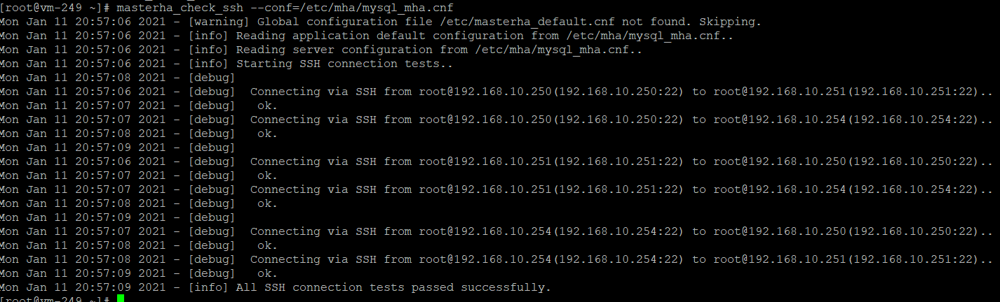 [root@vm-249 ~]# masterha_check_ssh --conf=/etc/mha/mysql_mha.cnf
Mon Jan 11 20:57:06 2021 - [warning] Global configuration file /etc/masterha_default.cnf not found. Skipping.
Mon Jan 11 20:57:06 2021 - [info] Reading application default configuration from /etc/mha/mysql_mha.cnf..
Mon Jan 11 20:57:06 2021 - [info] Reading server configuration from /etc/mha/mysql_mha.cnf..
Mon Jan 11 20:57:06 2021 - [info] Starting SSH connection tests..
Mon Jan 11 20:57:08 2021 - [debug]
Mon Jan 11 20:57:06 2021 - [debug]  Connecting via SSH from root@192.168.10.250(192.168.10.250:22) to root@192.168.10.251(192.168.10.251:22)..
Mon Jan 11 20:57:07 2021 - [debug]   ok.
Mon Jan 11 20:57:07 2021 - [debug]  Connecting via SSH from root@192.168.10.250(192.168.10.250:22) to root@192.168.10.254(192.168.10.254:22)..
Mon Jan 11 20:57:08 2021 - [debug]   ok.
Mon Jan 11 20:57:09 2021 - [debug]
Mon Jan 11 20:57:06 2021 - [debug]  Connecting via SSH from root@192.168.10.251(192.168.10.251:22) to root@192.168.10.250(192.168.10.250:22)..
Mon Jan 11 20:57:07 2021 - [debug]   ok.
Mon Jan 11 20:57:07 2021 - [debug]  Connecting via SSH from root@192.168.10.251(192.168.10.251:22) to root@192.168.10.254(192.168.10.254:22)..
Mon Jan 11 20:57:08 2021 - [debug]   ok.
Mon Jan 11 20:57:09 2021 - [debug]
Mon Jan 11 20:57:07 2021 - [debug]  Connecting via SSH from root@192.168.10.254(192.168.10.254:22) to root@192.168.10.250(192.168.10.250:22)..
Mon Jan 11 20:57:08 2021 - [debug]   ok.
Mon Jan 11 20:57:08 2021 - [debug]  Connecting via SSH from root@192.168.10.254(192.168.10.254:22) to root@192.168.10.251(192.168.10.251:22)..
Mon Jan 11 20:57:09 2021 - [debug]   ok.
Mon Jan 11 20:57:09 2021 - [info] All SSH connection tests passed successfully.
[root@vm-249 ~]#